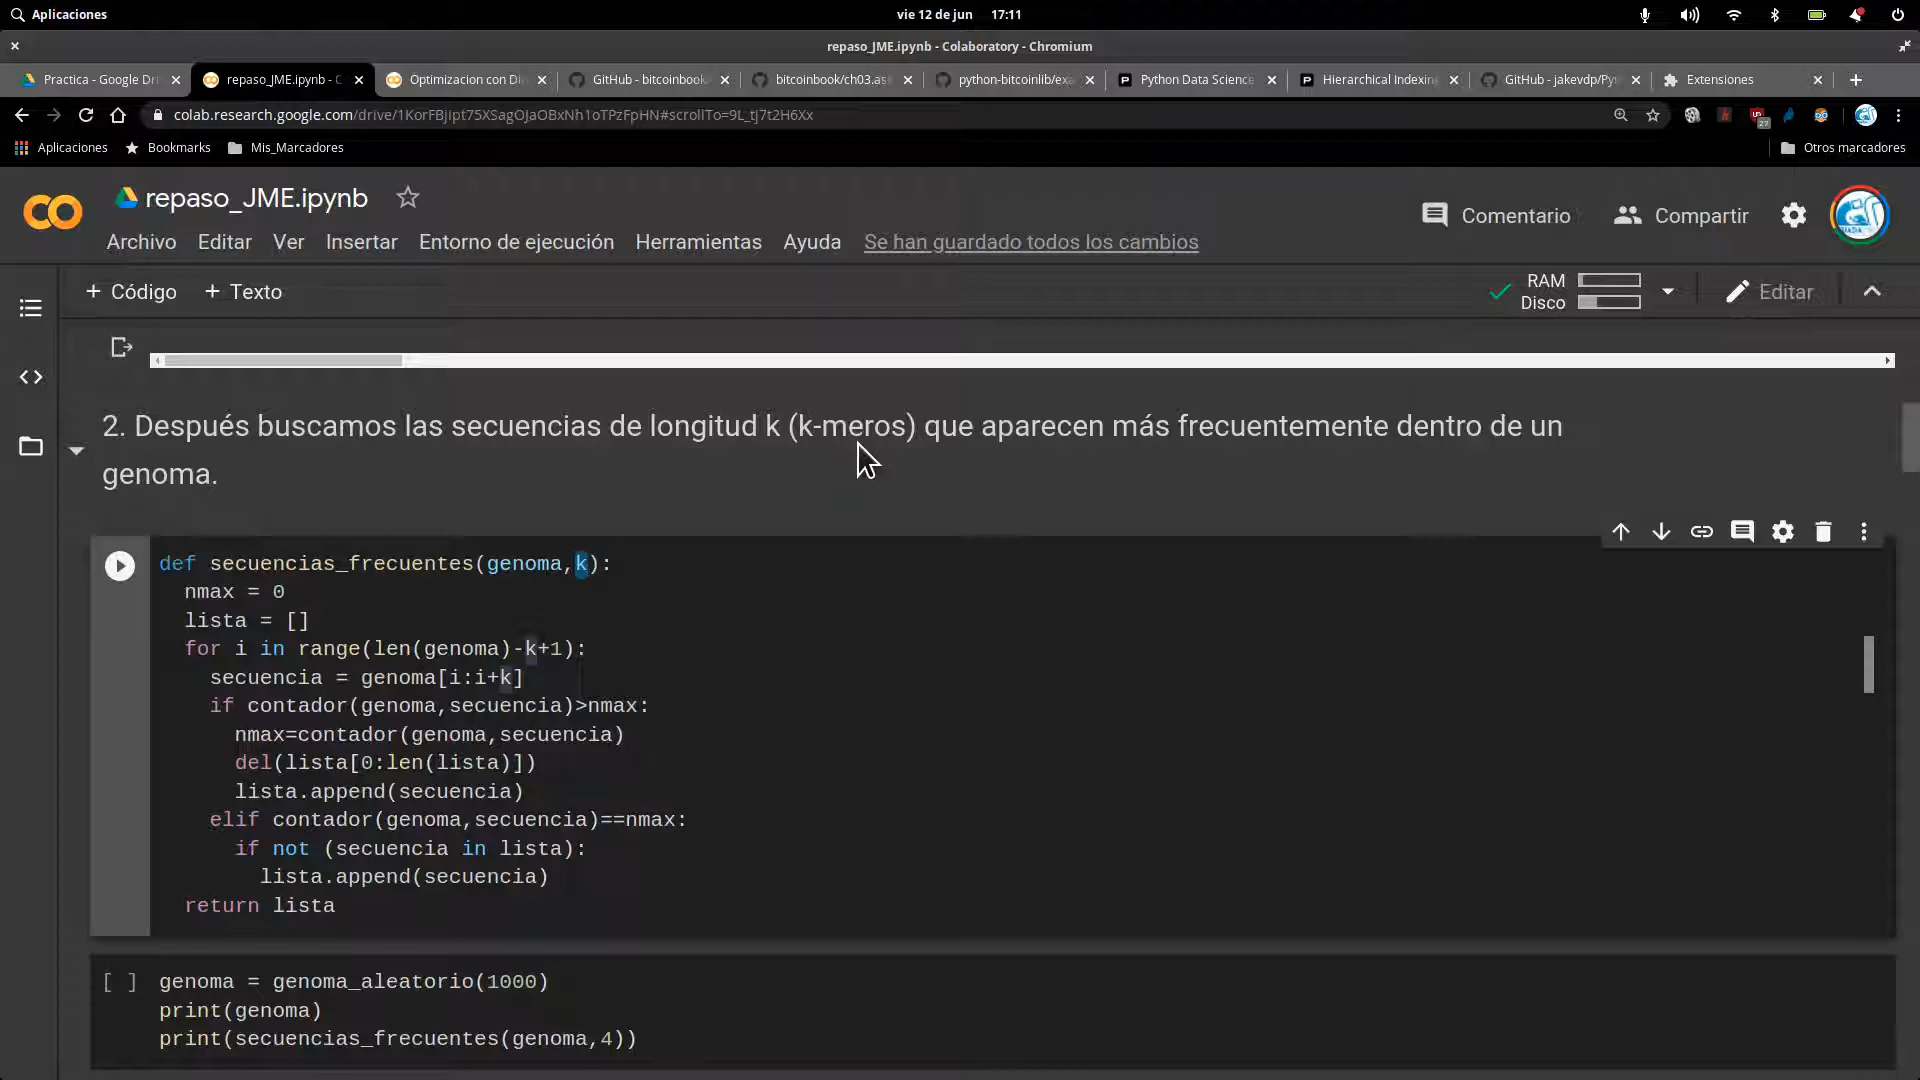 Aplicaciones
vie 12 de jun 17:11
repaso_JME.ipynb - Colaboratory - Chromium
Practica - Google Dri
repaso_JME.ipynb - C
Optimizacion con Di
GitHub - bitcoinbook
bitcoinbook/ch03.as
python-bitcoinlib/exa
Python Data Science
Hierarchical Indexing
GitHub - jakevdp/Pyt
Extensiones
colab.research.google.com/drive/1KorFBjIpt75XSagOJaOBxNh1oTPzFpHN#scrollTo=9L_tj7t2H6Xx
27
Aplicaciones
Bookmarks
Mis_Marcadores
Otros marcadores
repaso_JME.ipynb
Comentario
Compartir
Archivo Editar Ver Insertar Entorno de ejecución Herramientas Ayuda Se han guardado todos los cambios
+ Código + Texto
RAM
Disco
Editar
2. Después buscamos las secuencias de longitud k (k-meros) que aparecen más frecuentemente dentro de un
genoma.
def secuencias_frecuentes(genoma,k):
nmax = 0
lista = []
for i in range(len(genoma)-k+1):
secuencia = genoma[i:i+k]
if contador(genoma,secuencia)>nmax:
nmax=contador(genoma,secuencia)
del(lista[0:len(lista)])
lista.append(secuencia)
elif contador(genoma,secuencia)==nmax:
if not (secuencia in lista):
lista.append(secuencia)
return lista
[ ] genoma = genoma_aleatorio(1000)
print(genoma)
print(secuencias_frecuentes(genoma,4))